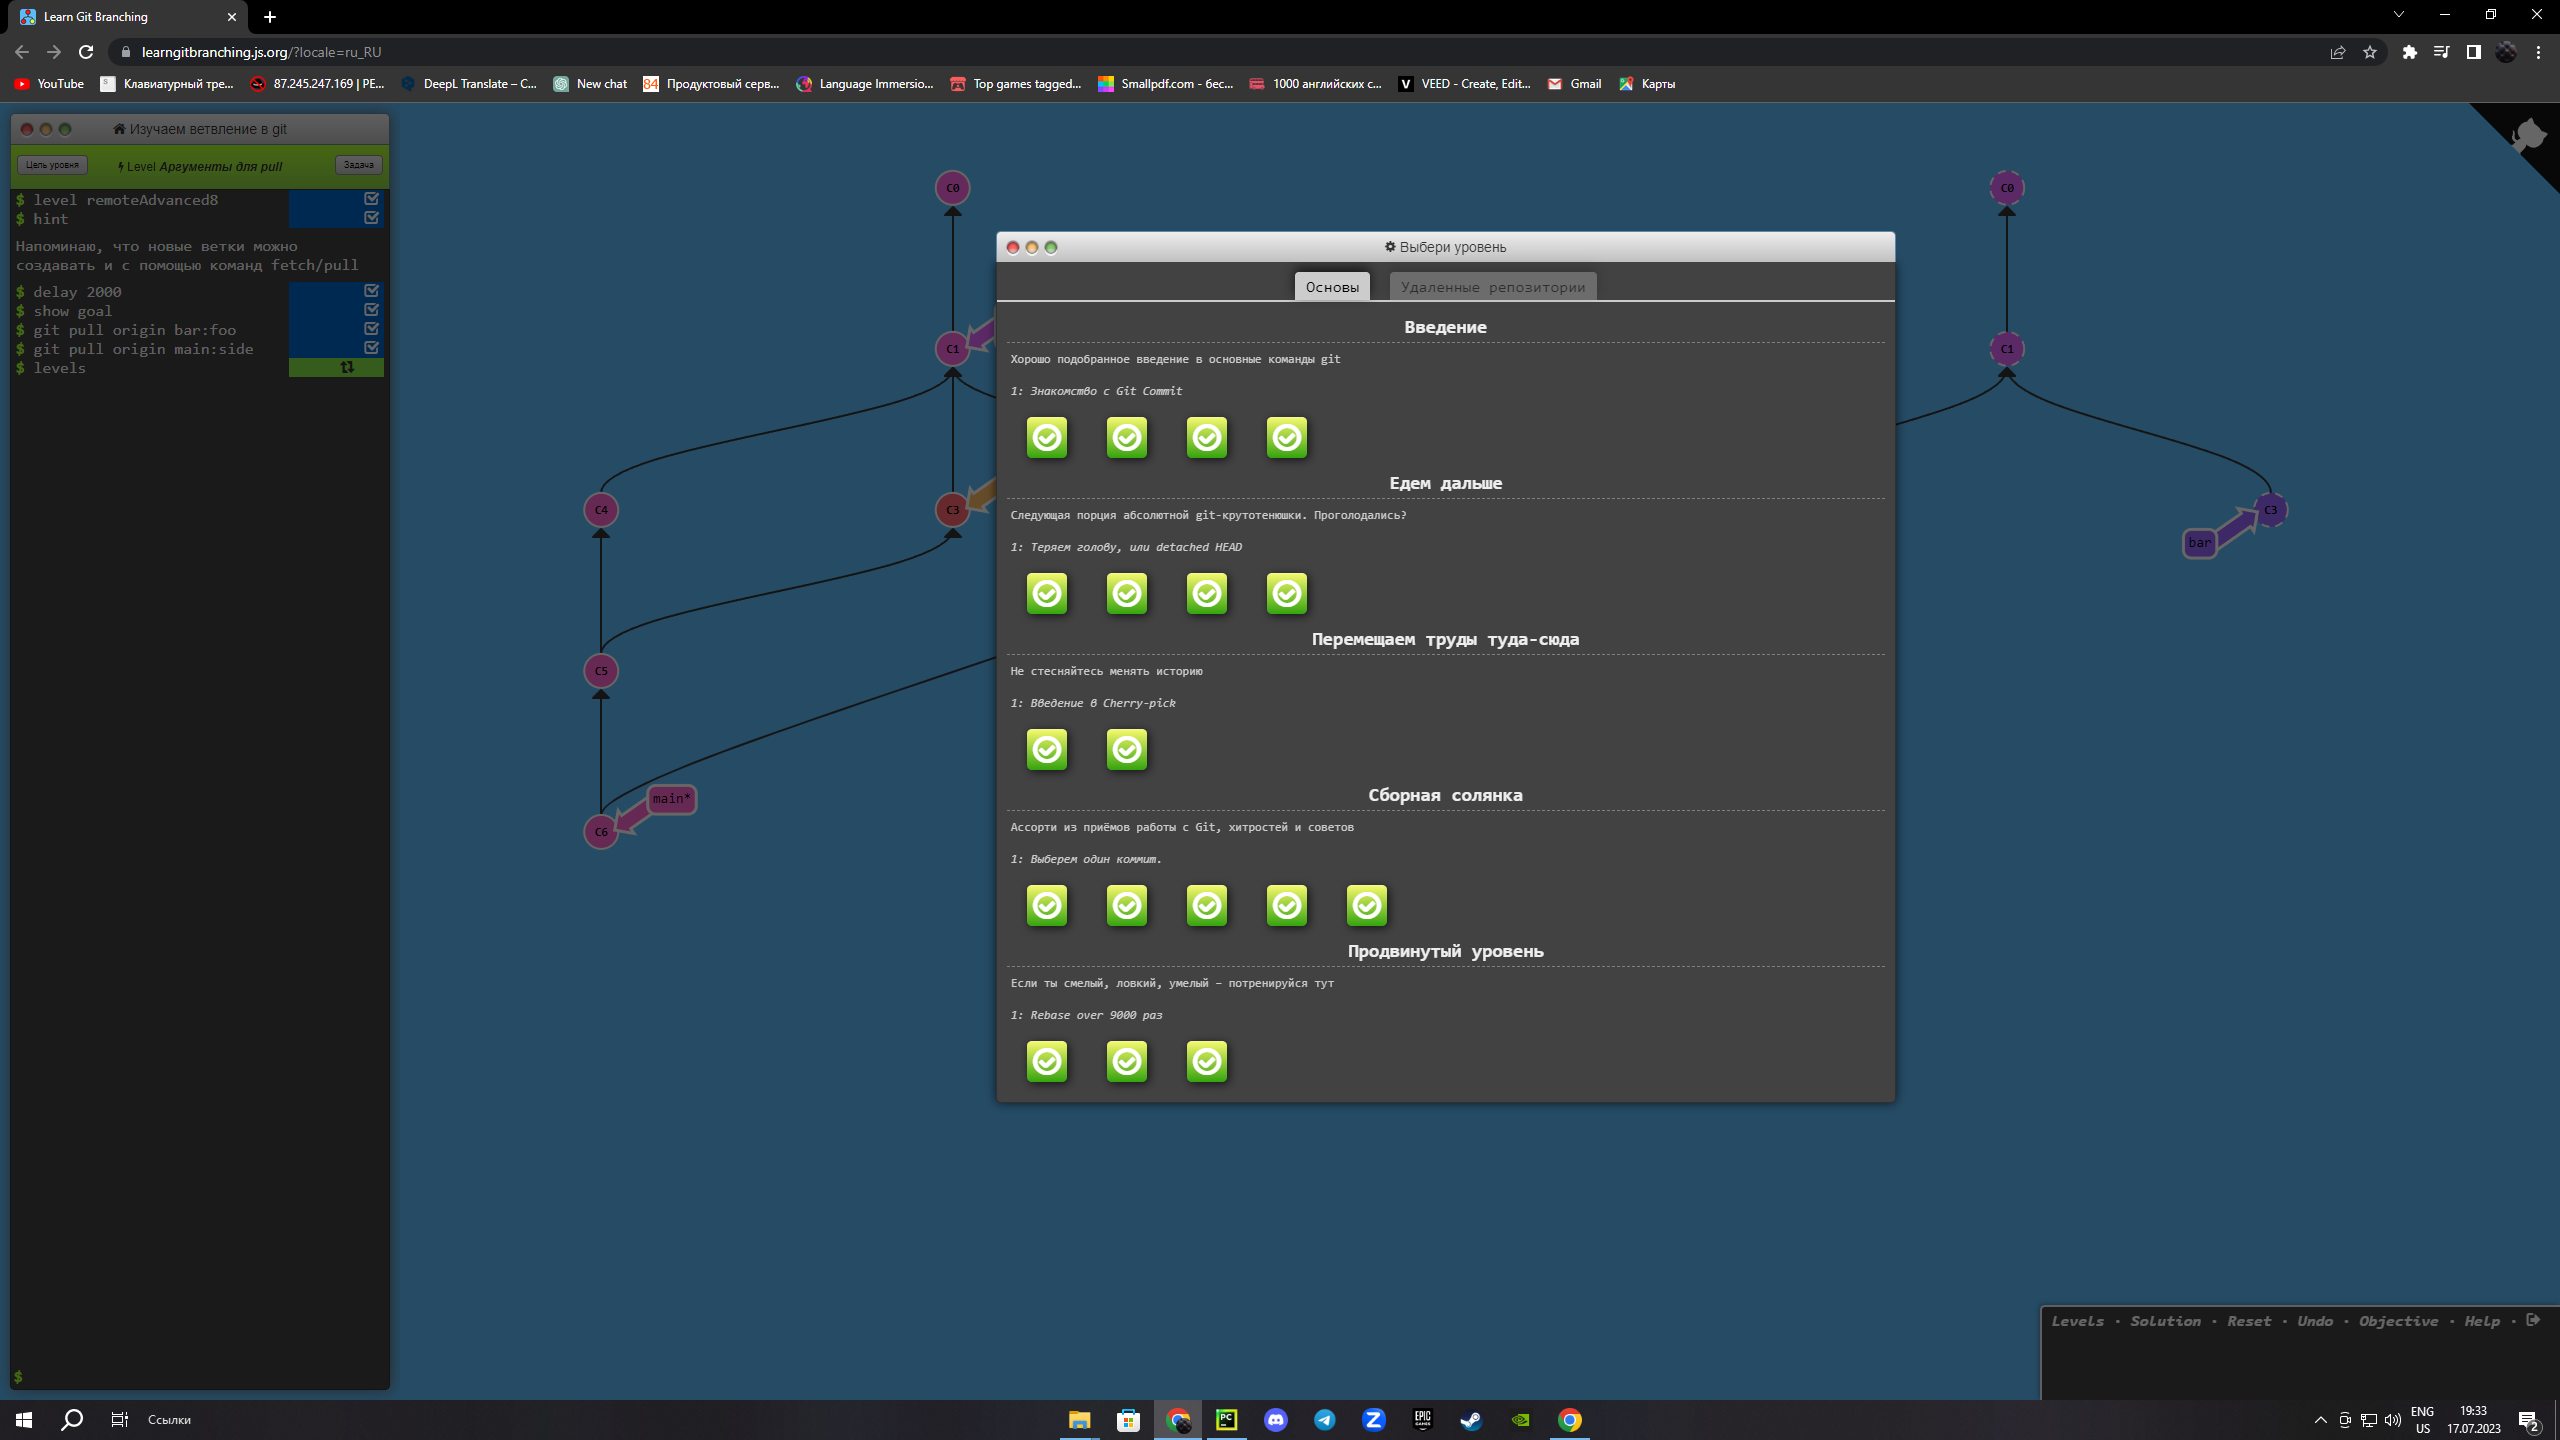 Learn Git Branching
learngitbranching.js.org/?locale=ru_RU
YouTube
Клавиатурный тре...
87.245.247.169 | РЕ...
DeepL Translate – C...
New chat
84 Продуктовый серв...
Language Immersio...
Top games tagged...
Smallpdf.com - бес...
1000 английских с...
V VEED - Create, Edit...
Gmail
Карты
Изучаем ветвление в git
Цель уровня
Level Аргументы для pull
Задача
$ level remoteAdvanced8
$ hint
Напоминаю, что новые ветки можно
создавать и с помощью команд fetch/pull
$ delay 2000
$ show goal
$ git pull origin bar:foo
$ git pull origin main:side
$ levels
$
C0
C1
C4
C3
C5
main*
C6
Выбери уровень
Основы
Удаленные репозитории
Введение
Хорошо подобранное введение в основные команды git
1: Знакомство с Git Commit
Едем дальше
Следующая порция абсолютной git-крутотенюшки. Проголодались?
1: Теряем голову, или detached HEAD
Перемещаем труды туда-сюда
Не стесняйтесь менять историю
1: Введение в Cherry-pick
Сборная солянка
Ассорти из приёмов работы с Git, хитростей и советов
1: Выберем один коммит.
Продвинутый уровень
Если ты смелый, ловкий, умелый – потренируйся тут
1: Rebase over 9000 раз
C0
C1
C3
bar
Levels · Solution · Reset · Undo · Objective · Help ·
Ссылки
PC
Z
EPIC GAMES
ENG
US
19:33
17.07.2023
2